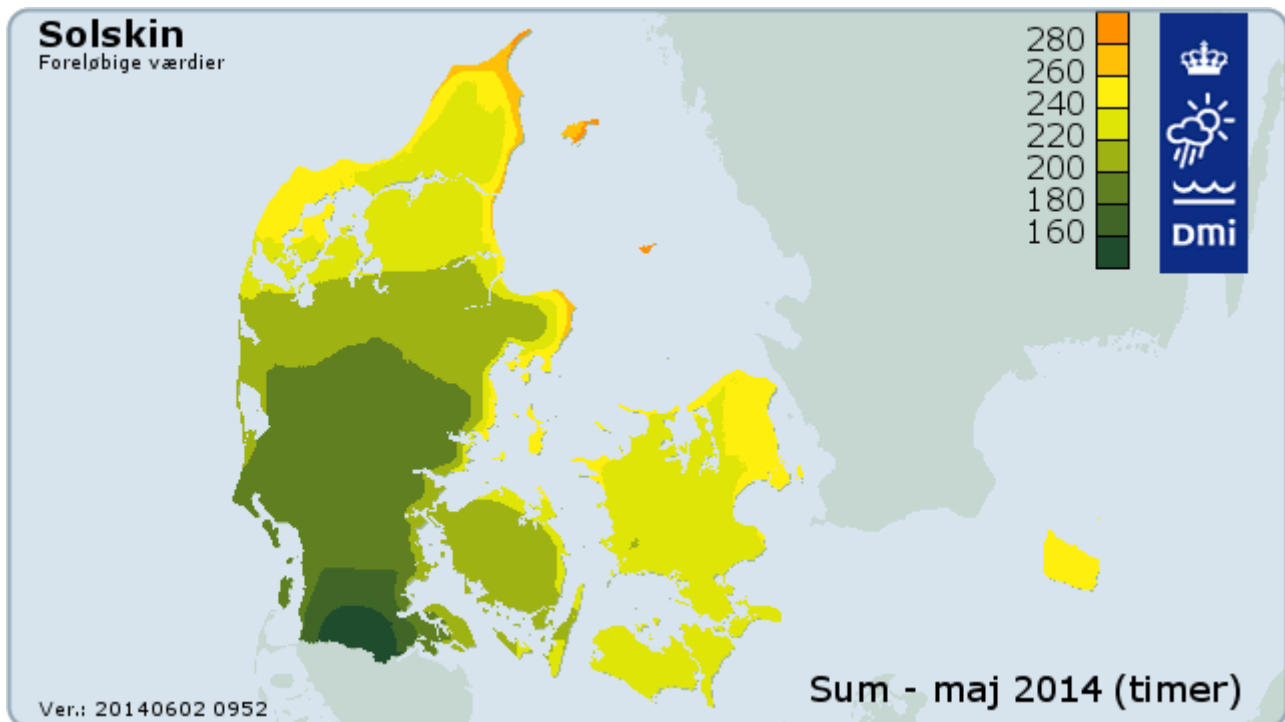 Solskin
Foreløbige værdier
280
260
240
220
200
180
160
DMi
Sum - maj 2014 (timer)
Ver.: 20140602 0952